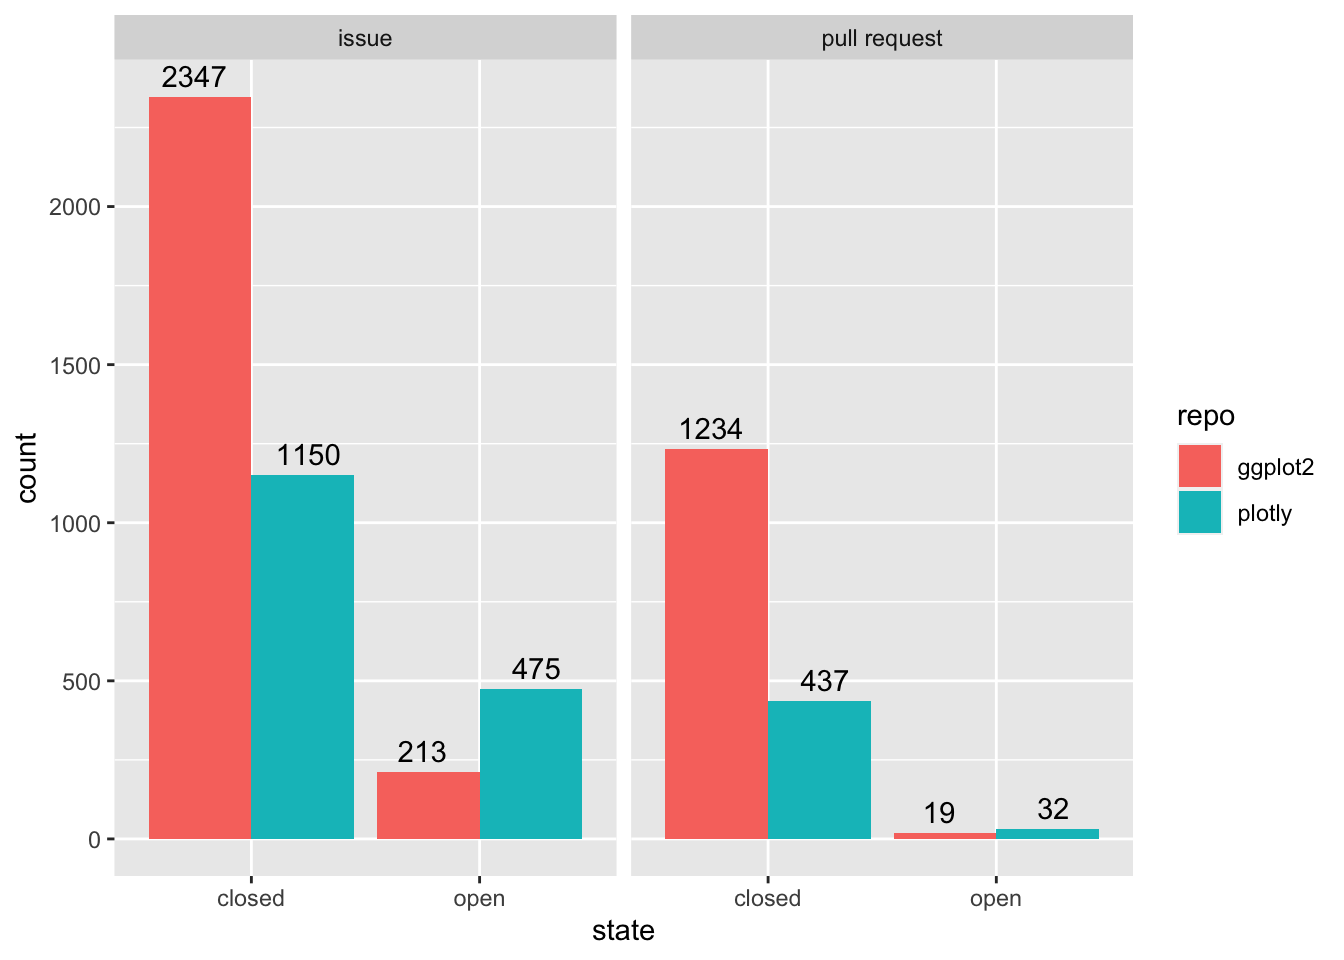 issue
pull request
2347
1150
213
475
1234
437
19
32
2000
1500
1000
500
0
count
closed
open
closed
open
state
repo
ggplot2
plotly